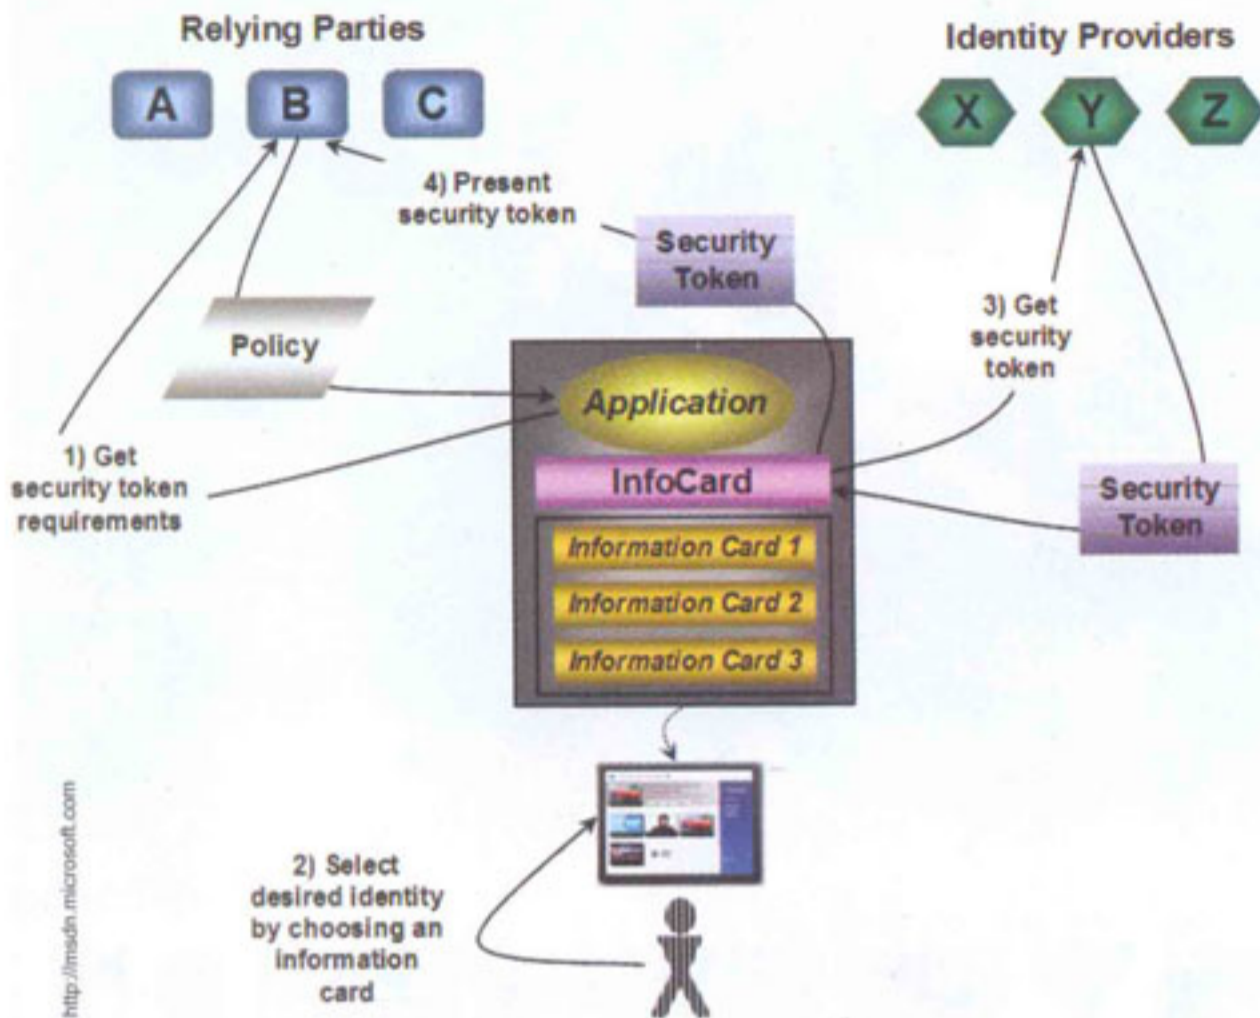 Relying Parties
Identity Providers
A
B
C
X
Y
Z
4) Present
security token
Security
Token
3) Get
security
token
Policy
Application
1) Get
security token
requirements
InfoCard
Security
Token
Information Card 1
Information Card 2
Information Card 3
2) Select
desired identity
by choosing an
information
card
http://msdn.microsoft.com